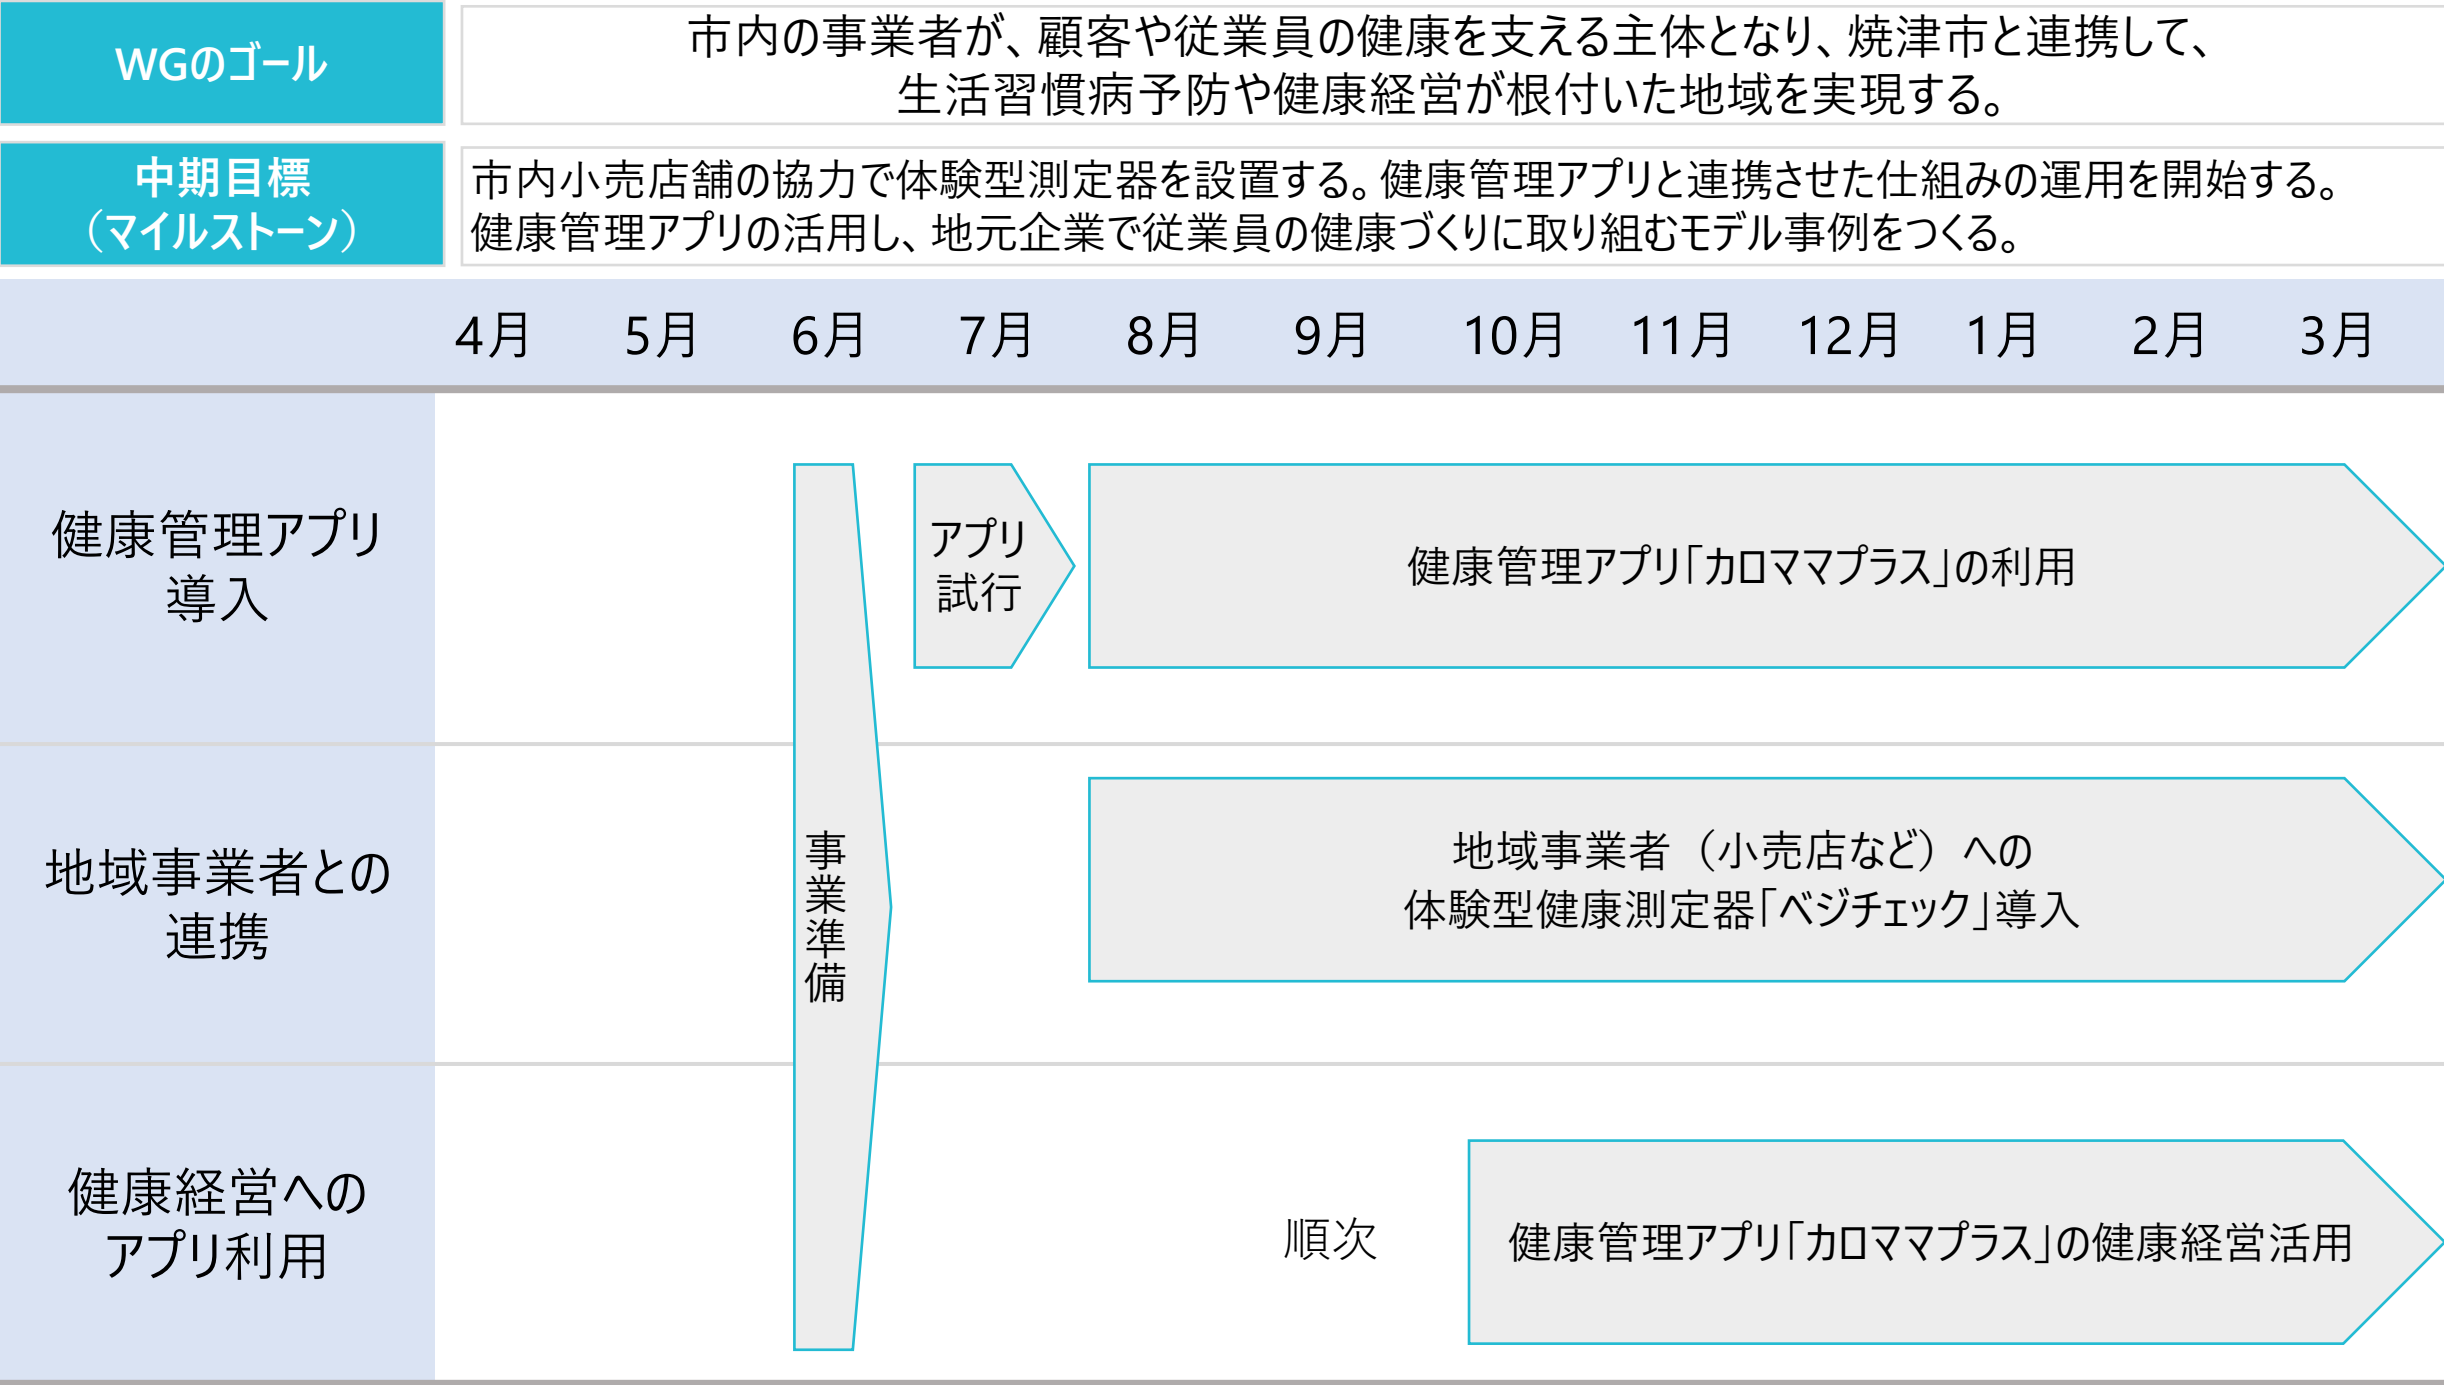 WGのゴール
市内の事業者が、顧客や従業員の健康を支える主体となり、焼津市と連携して、
生活習慣病予防や健康経営が根付いた地域を実現する。
中期目標
（マイルストーン）
市内小売店舗の協力で体験型測定器を設置する。健康管理アプリと連携させた仕組みの運用を開始する。
健康管理アプリの活用し、地元企業で従業員の健康づくりに取り組むモデル事例をつくる。
4月 5月 6月 7月 8月 9月 10月 11月 12月 1月 2月 3月
健康管理アプリ
導入
アプリ
試行
健康管理アプリ「カロママプラス」の利用
事業準備
地域事業者との
連携
地域事業者（小売店など）への
体験型健康測定器「ベジチェック」導入
健康経営への
アプリ利用
順次
健康管理アプリ「カロママプラス」の健康経営活用